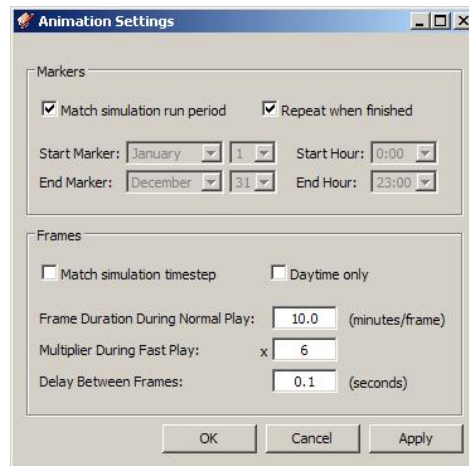 Animation Settings
Markers
Match simulation run period Repeat when finished
Start Marker: January 1 Start Hour: 0:00
End Marker: December 31 End Hour: 23:00
Frames
Match simulation timestep Daytime only
Frame Duration During Normal Play: 10.0 (minutes/frame)
Multiplier During Fast Play: x 6
Delay Between Frames: 0.1 (seconds)
OK Cancel Apply